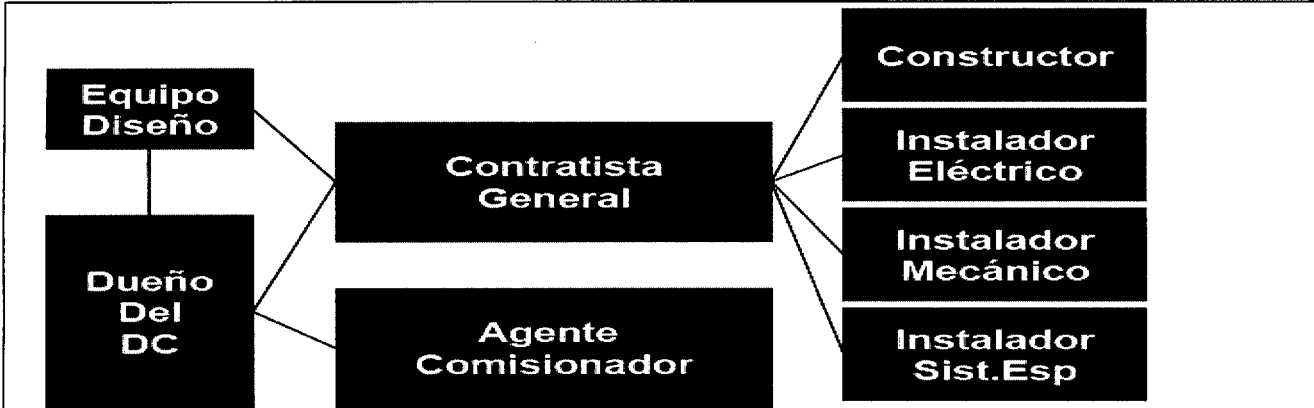 Equipo
Diseño
Dueño
Del
DC
Contratista
General
Agente
Comisionador
Constructor
Instalador
Eléctrico
Instalador
Mecánico
Instalador
Sist.Esp